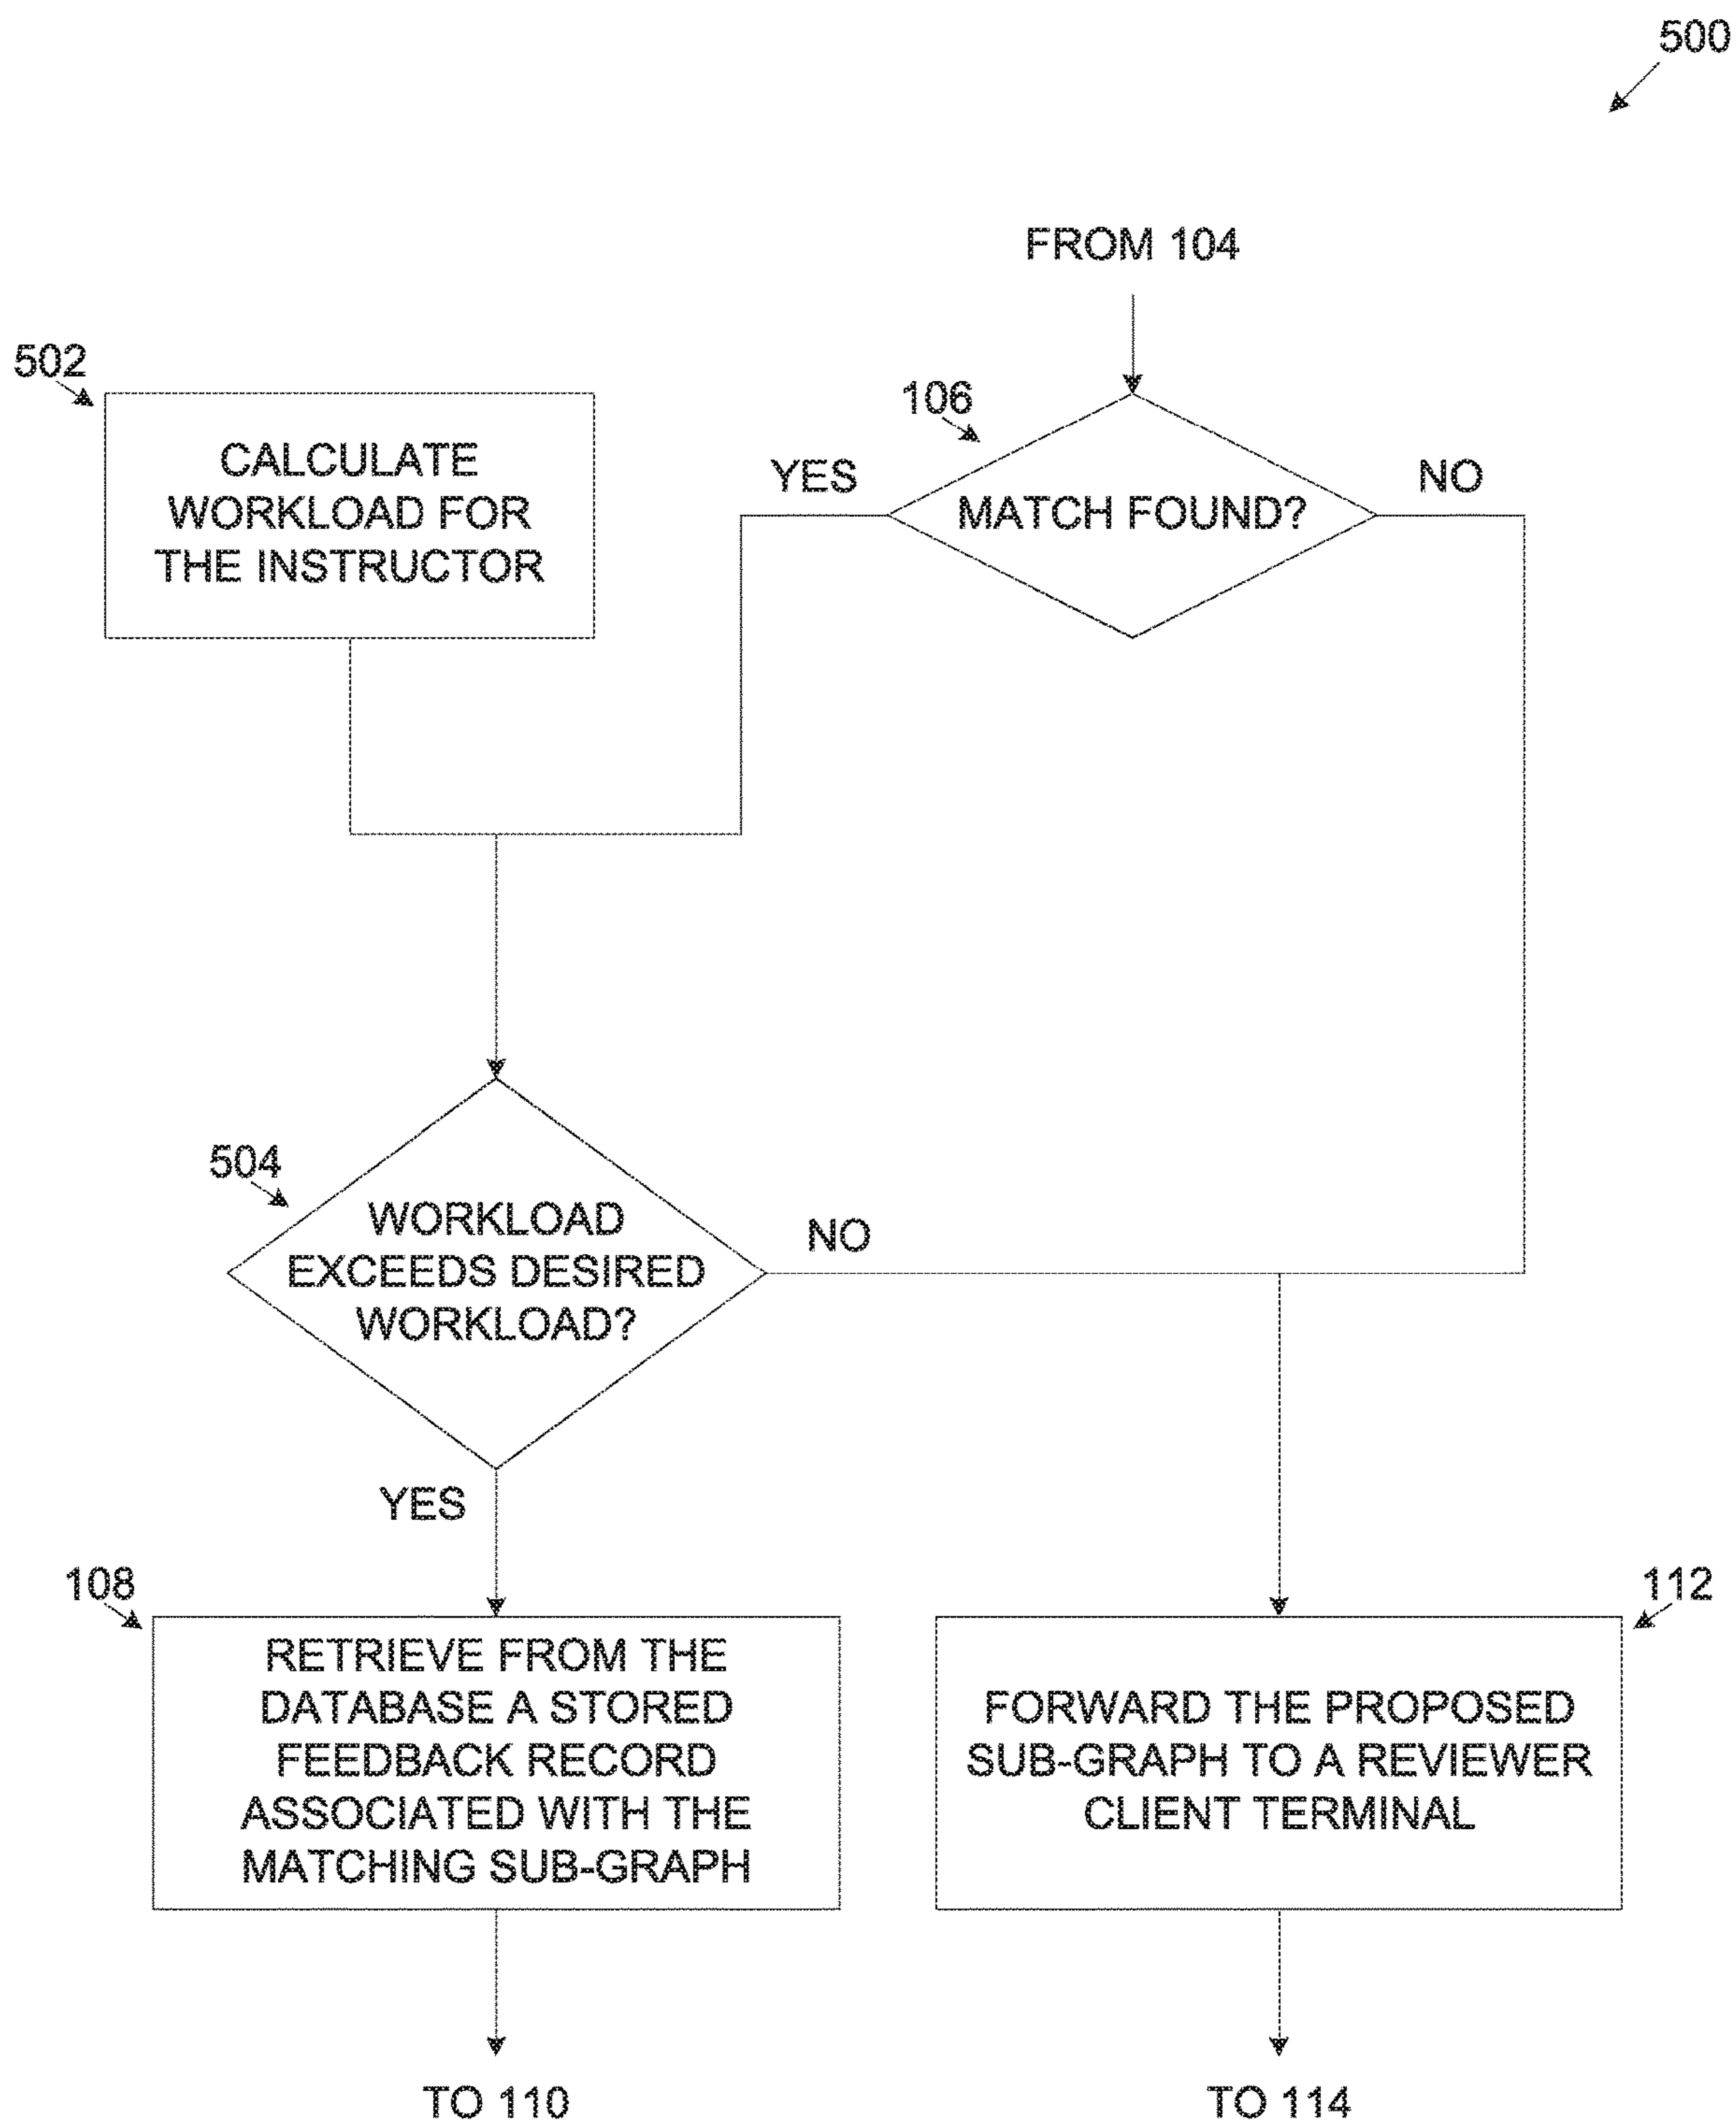 500
FROM 104
502
CALCULATE
WORKLOAD FOR
THE INSTRUCTOR
106
YES
MATCH FOUND?
NO
504
WORKLOAD
EXCEEDS DESIRED
WORKLOAD?
NO
YES
108
RETRIEVE FROM THE
DATABASE A STORED
FEEDBACK RECORD
ASSOCIATED WITH THE
MATCHING SUB-GRAPH
112
FORWARD THE PROPOSED
SUB-GRAPH TO A REVIEWER
CLIENT TERMINAL
TO 110
TO 114